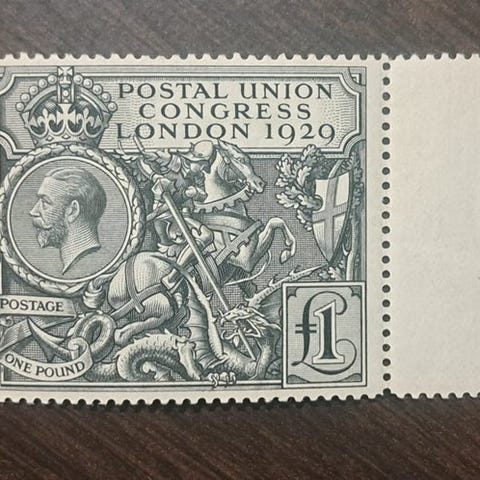 POSTAL UNION
CONGRESS
LONDON 1929
POSTAGE
ONE POUND
£1